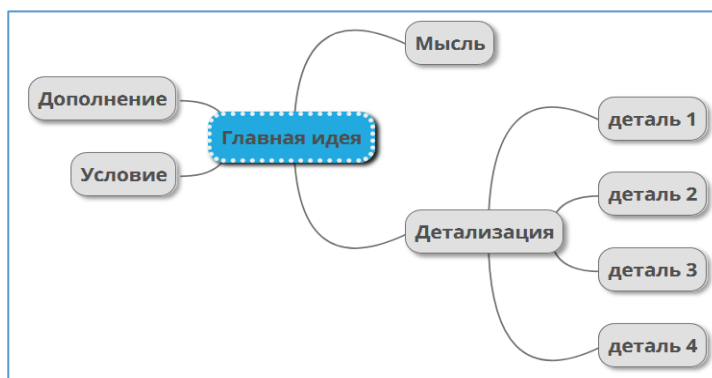 Мысль
Дополнение
деталь 1
Главная идея
Условие
деталь 2
Детализация
деталь 3
деталь 4